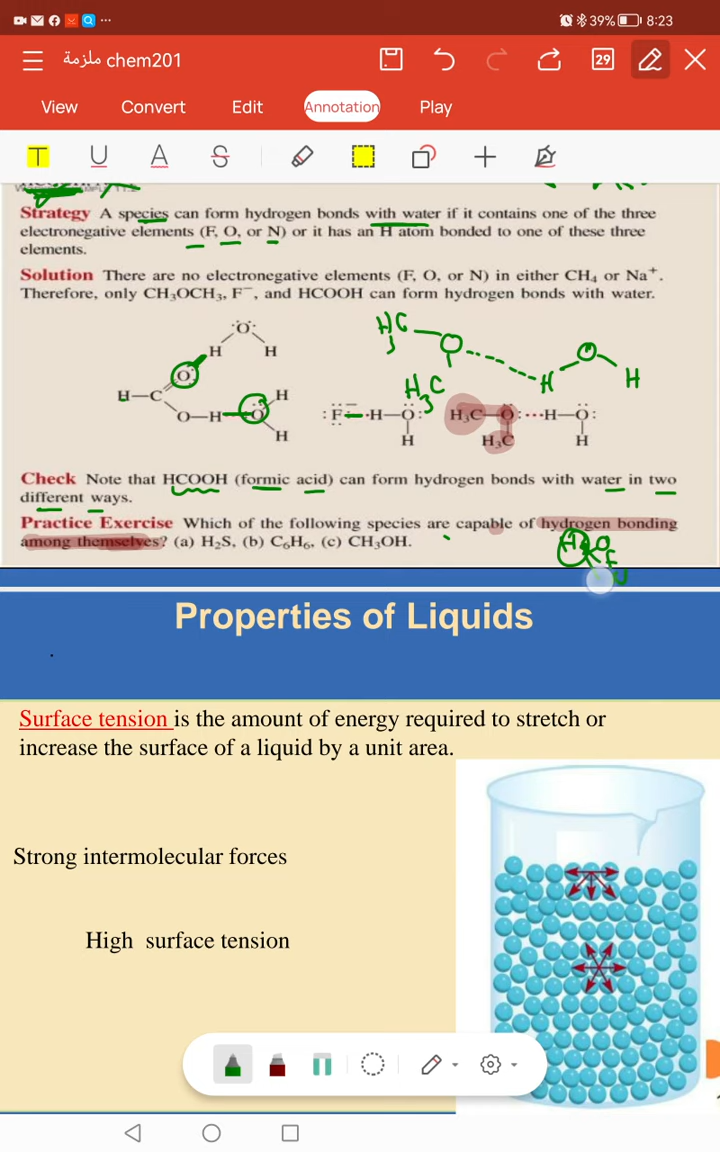 39% 8:23
ملزمة chem201
29
View Convert Edit Annotation Play
T U A S
Strategy A species can form hydrogen bonds with water if it contains one of the three
electronegative elements (F, O, or N) or it has an H atom bonded to one of these three
elements.
Solution There are no electronegative elements (F, O, or N) in either CH₄ or Na⁺.
Therefore, only CH₃OCH₃, F⁻, and HCOOH can form hydrogen bonds with water.
H₃C O H O H
O
H H
O
H—C H
O—H O
H
H₃C
:F̈:⁻ ·H—Ö: H₃C—Ö:···H—Ö:
H H₃C H
Check Note that HCOOH (formic acid) can form hydrogen bonds with water in two
different ways.
Practice Exercise Which of the following species are capable of hydrogen bonding
among themselves? (a) H₂S, (b) C₆H₆, (c) CH₃OH.
H O
F
N
Properties of Liquids
Surface tension is the amount of energy required to stretch or
increase the surface of a liquid by a unit area.
Strong intermolecular forces
High surface tension